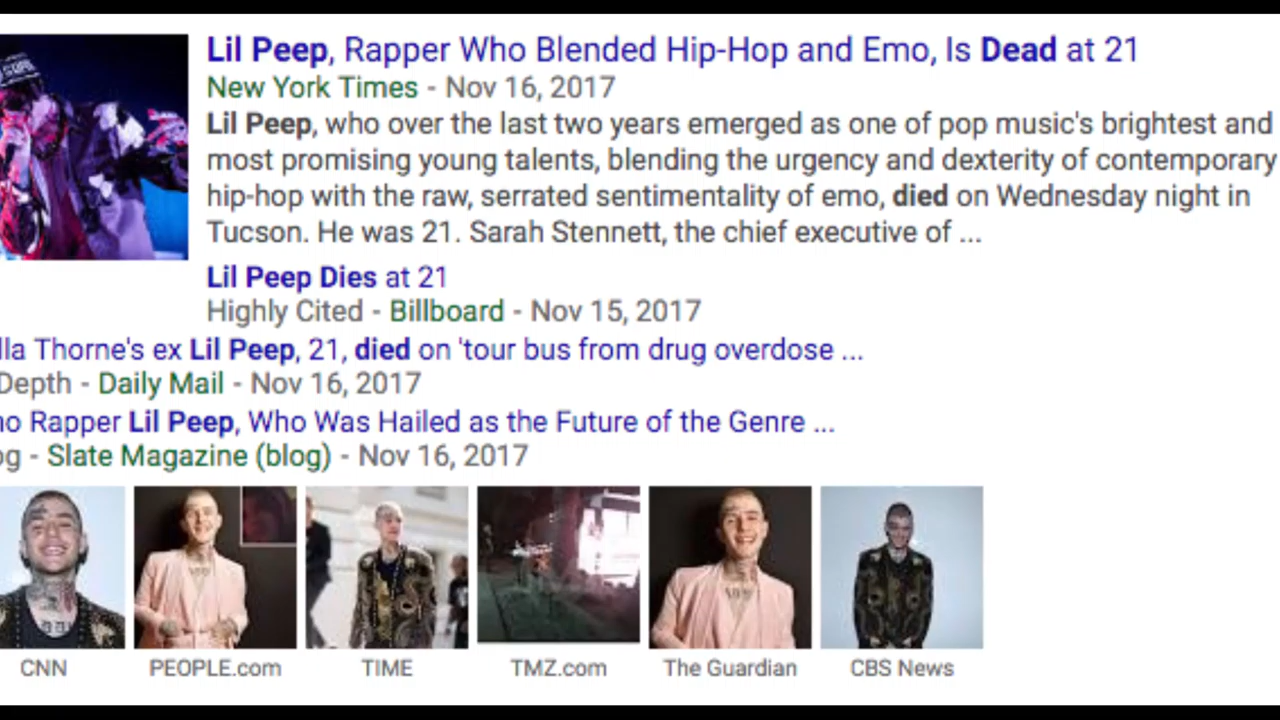 Lil Peep, Rapper Who Blended Hip-Hop and Emo, Is Dead at 21
New York Times - Nov 16, 2017
Lil Peep, who over the last two years emerged as one of pop music's brightest and
most promising young talents, blending the urgency and dexterity of contemporary
hip-hop with the raw, serrated sentimentality of emo, died on Wednesday night in
Tucson. He was 21. Sarah Stennett, the chief executive of ...
Lil Peep Dies at 21
Highly Cited - Billboard - Nov 15, 2017
lla Thorne's ex Lil Peep, 21, died on 'tour bus from drug overdose ...
Depth - Daily Mail - Nov 16, 2017
no Rapper Lil Peep, Who Was Hailed as the Future of the Genre ...
og - Slate Magazine (blog) - Nov 16, 2017
CNN PEOPLE.com TIME TMZ.com The Guardian CBS News